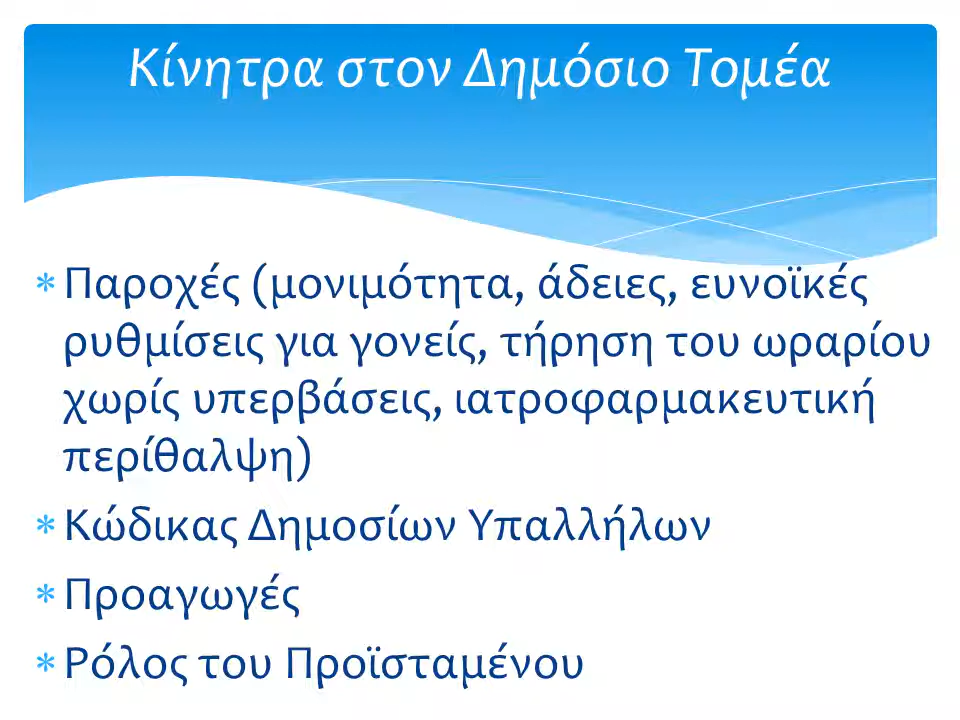 Κίνητρα στον Δημόσιο Τομέα
* Παροχές (μονιμότητα, άδειες, ευνοϊκές
ρυθμίσεις για γονείς, τήρηση του ωραρίου
χωρίς υπερβάσεις, ιατροφαρμακευτική
περίθαλψη)
* Κώδικας Δημοσίων Υπαλλήλων
* Προαγωγές
* Ρόλος του Προϊσταμένου